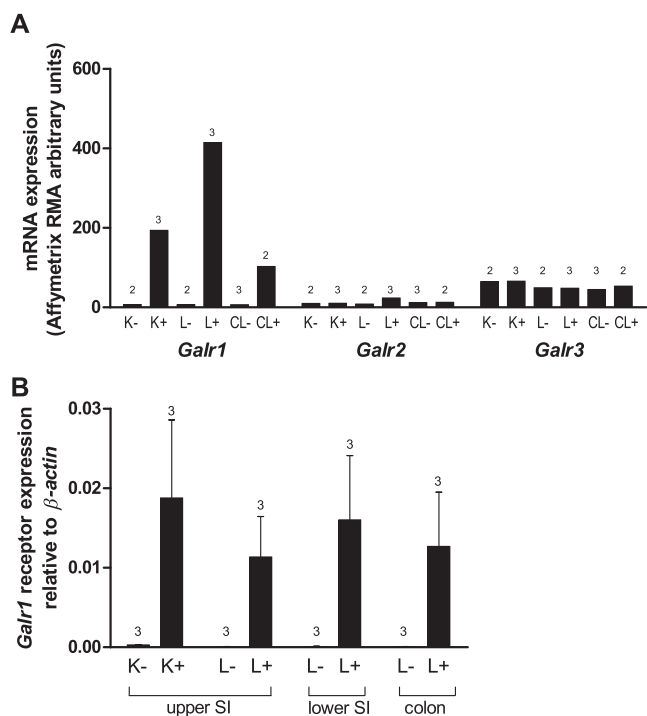 A
mRNA expression
(Affymetrix RMA arbitrary units)
600
400
200
0
2 3 2 3 3 2
2 3 2 3 3 2
2 3 2 3 3 2
K- K+ L- L+ CL- CL+
K- K+ L- L+ CL- CL+
K- K+ L- L+ CL- CL+
Galr1 Galr2 Galr3
B
Galr1 receptor expression
relative to β-actin
0.03
0.02
0.01
0.00
3 3 3 3 3 3 3 3
K- K+ L- L+ L- L+ L- L+
upper SI lower SI colon